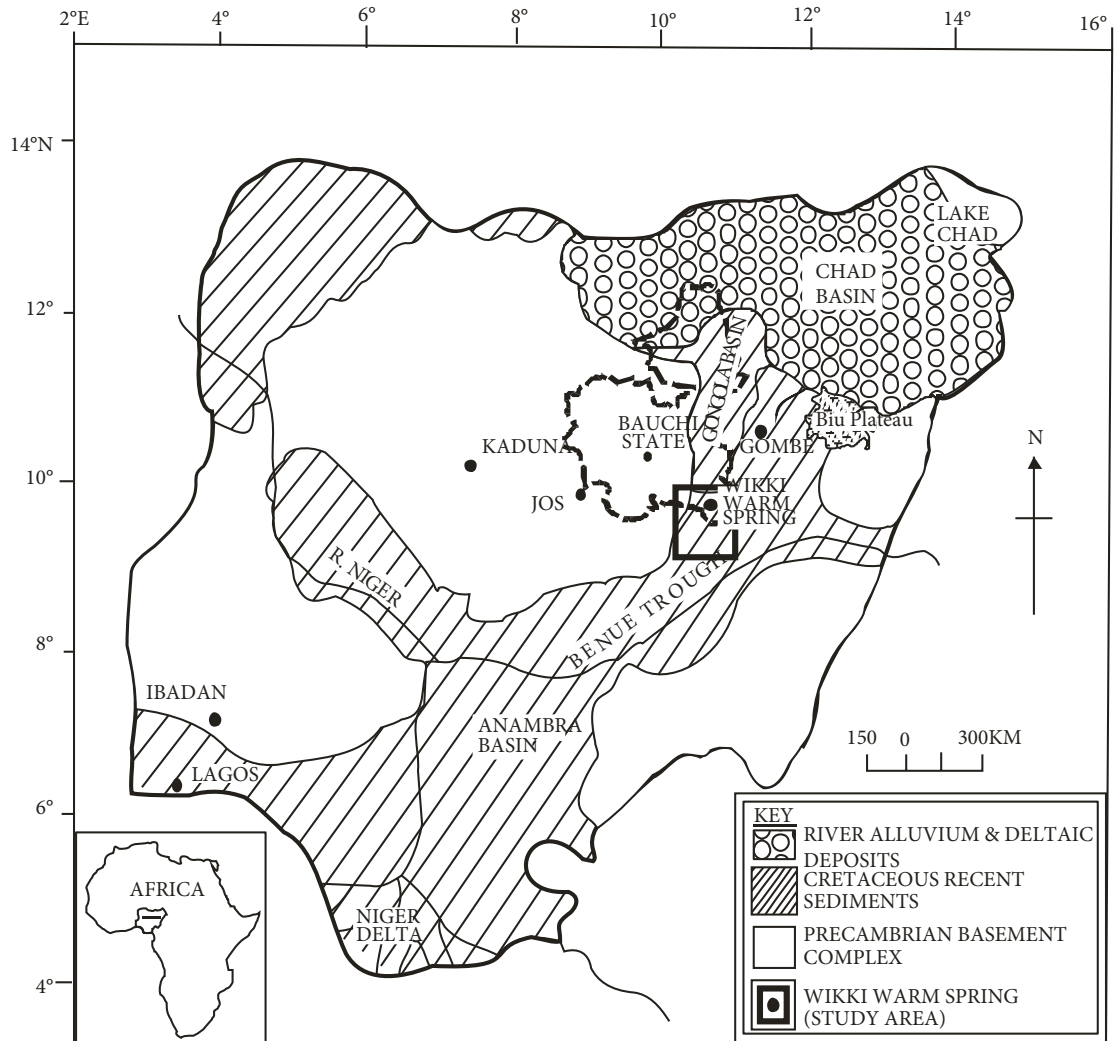 2°E
4°
6°
8°
10°
12°
14°
16°
14°N
12°
10°
8°
6°
4°
LAKE
CHAD
CHAD
BASIN
GONGOLA BASIN
BAUCHI
STATE
Biu Plateau
KADUNA
GOMBE
JOS
WIKKI
WARM
SPRING
N
R. NIGER
BENUE TROUGH
IBADAN
ANAMBRA
BASIN
LAGOS
150 0 300KM
NIGER
DELTA
AFRICA
KEY
RIVER ALLUVIUM & DELTAIC
DEPOSITS
CRETACEOUS RECENT
SEDIMENTS
PRECAMBRIAN BASEMENT
COMPLEX
WIKKI WARM SPRING
(STUDY AREA)